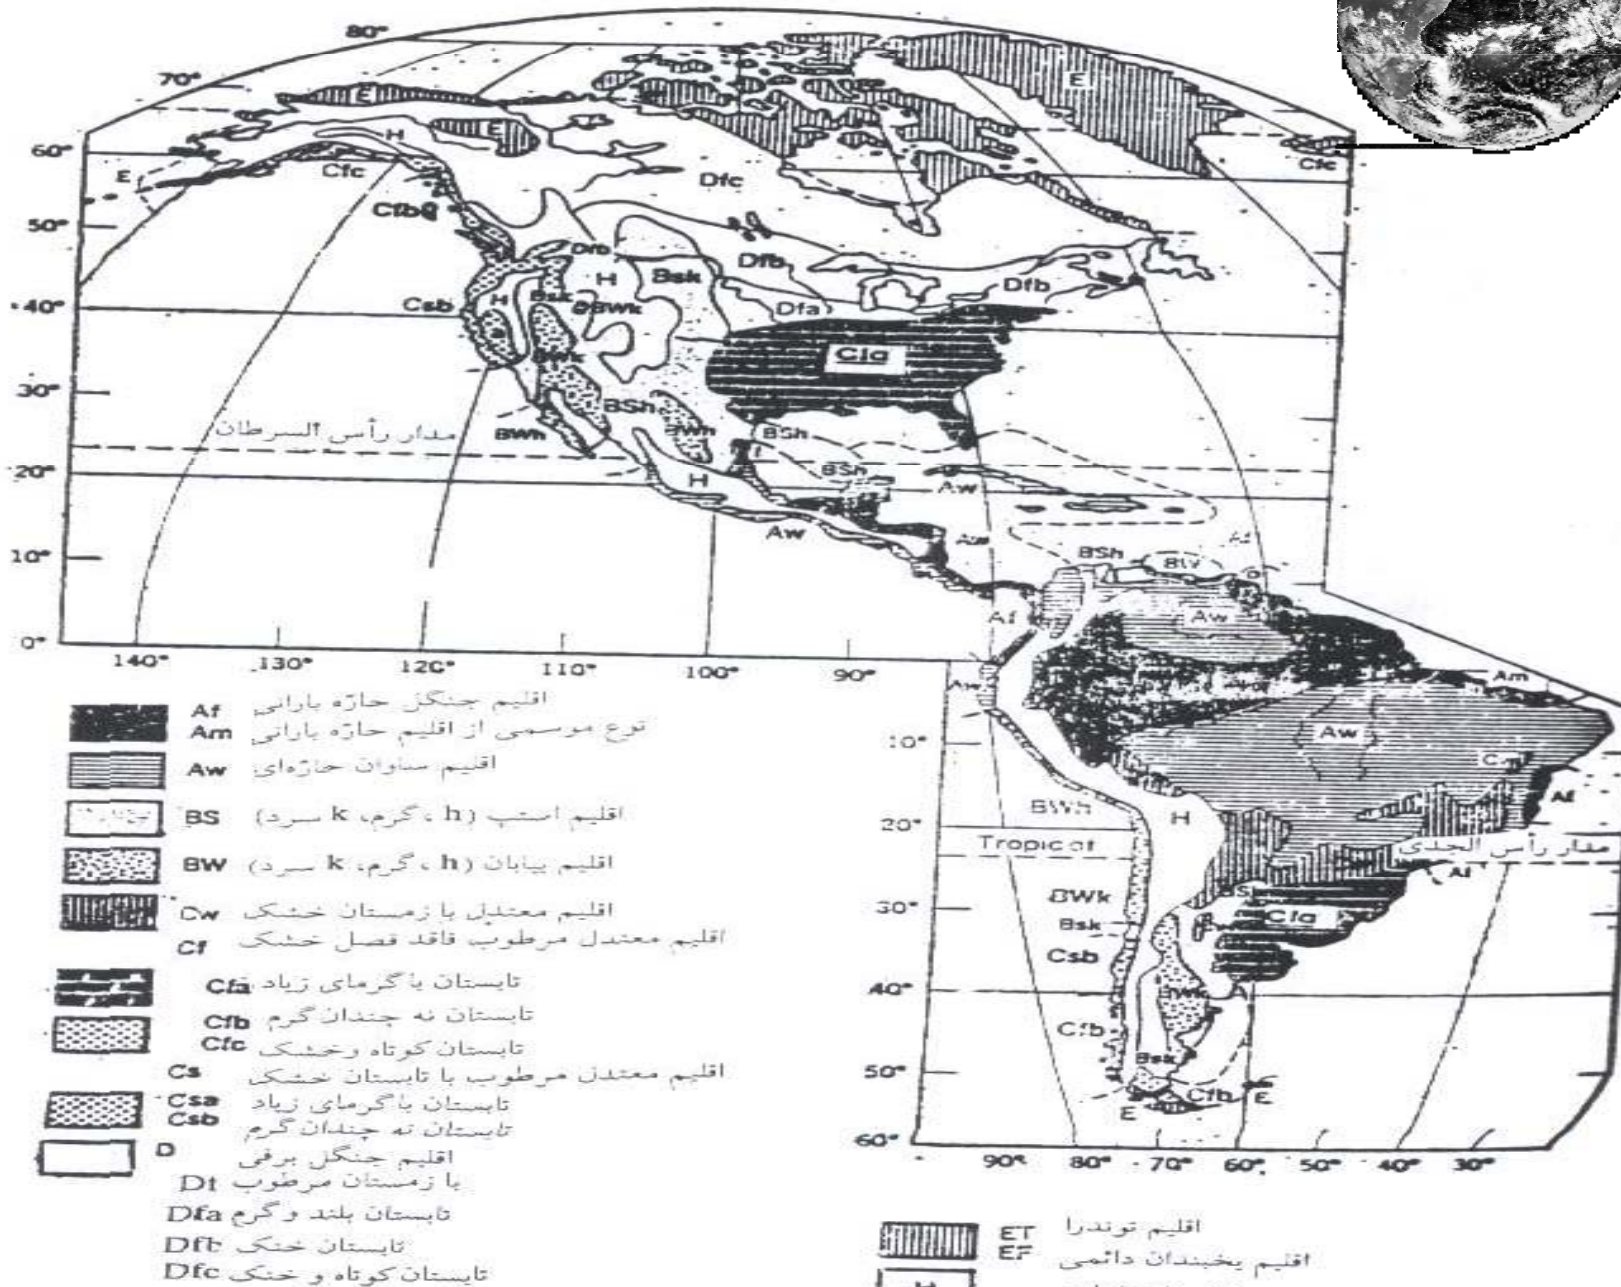 80°
70°
60°
50°
40°
30°
20°
10°
0°
140°
130°
120°
110°
100°
90°
E
H
E
E
E
Cfc
Cfc
Dfc
Cfb
Dfb
H
Bsk
Dfb
Dfb
Csb
H
Bsk
BWk
Dfa
BWk
Cfa
BSh
مدار رأس السرطان
BWh
BSh
BSh
H
Aw
Aw
Aw
BSh
BW
Af
Af
Aw
Aw
Am
10°
Aw
BWh
H
Af
20°
Tropic of
مدار رأس الجدی
Af
BWk
BS
30°
Cfa
Bsk
Csb
40°
Cfb
Bsk
50°
Cfb
E
E
60°
90° 80° 70° 60° 50° 40° 30°
Af اقلیم جنگل حاره بارانی
Am نوع موسمی از اقلیم حاره بارانی
Aw اقلیم ساوان حاره‌ای
BS اقلیم استپ (h ، گرم، k سرد)
BW اقلیم بیابان (h ، گرم، k سرد)
Cw اقلیم معتدل با زمستان خشک
Cf اقلیم معتدل مرطوب فاقد فصل خشک
Cfa تابستان با گرمای زیاد
Cfb تابستان نه چندان گرم
Cfc تابستان کوتاه و خشک
Cs اقلیم معتدل مرطوب با تابستان خشک
Csa تابستان با گرمای زیاد
Csb تابستان نه چندان گرم
D اقلیم جنگل برفی
Df با زمستان مرطوب
Dfa تابستان بلند و گرم
Dfb تابستان خنک
Dfc تابستان کوتاه و خنک
ET اقلیم توندرا
EF اقلیم یخبندان دائمی
H